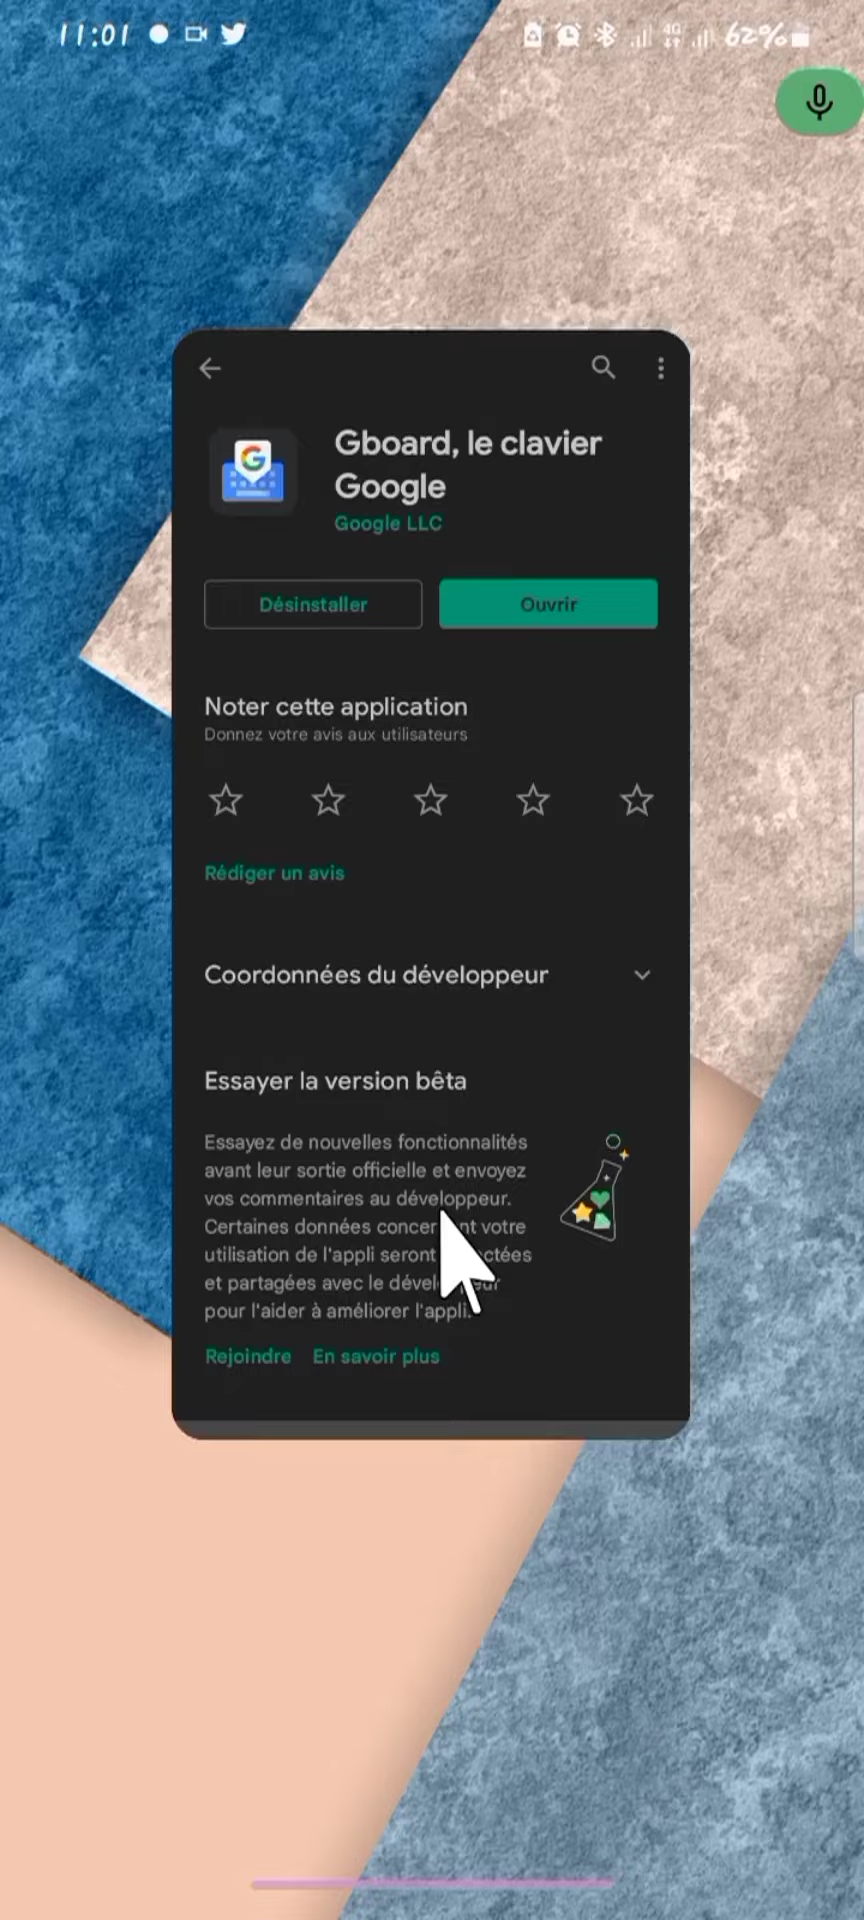 11:01 4G 62%
Gboard, le clavier
Google
Google LLC
Désinstaller Ouvrir
Noter cette application
Donnez votre avis aux utilisateurs
Rédiger un avis
Coordonnées du développeur
Essayer la version bêta
Essayez de nouvelles fonctionnalités
avant leur sortie officielle et envoyez
vos commentaires au développeur.
Certaines données votre
utilisation de l'appli seront
et partagées avec le
pour l'aider à améliorer l'appli.
Rejoindre En savoir plus